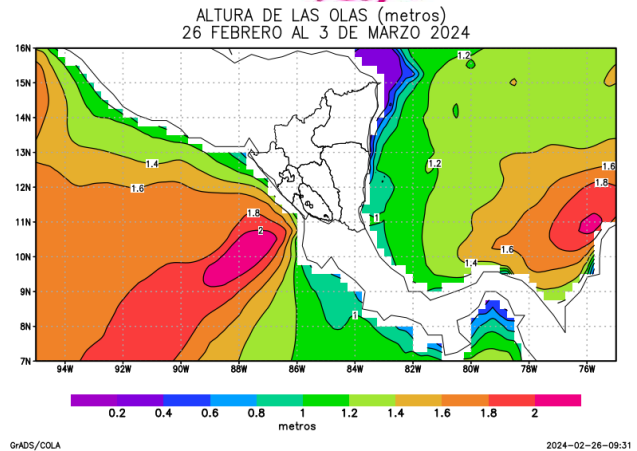 ALTURA DE LAS OLAS (metros)
26 FEBRERO AL 3 DE MARZO 2024
16N
15N
14N
13N
12N
11N
10N
9N
8N
7N
1.2
1.4
1.6
1.8
2
1.2
1
1.4
1.6
1.6
1.8
1
94W 92W 90W 88W 86W 84W 82W 80W 78W 76W
0.2 0.4 0.6 0.8 1 1.2 1.4 1.6 1.8 2
metros
GrADS/COLA 2024-02-26-09:31